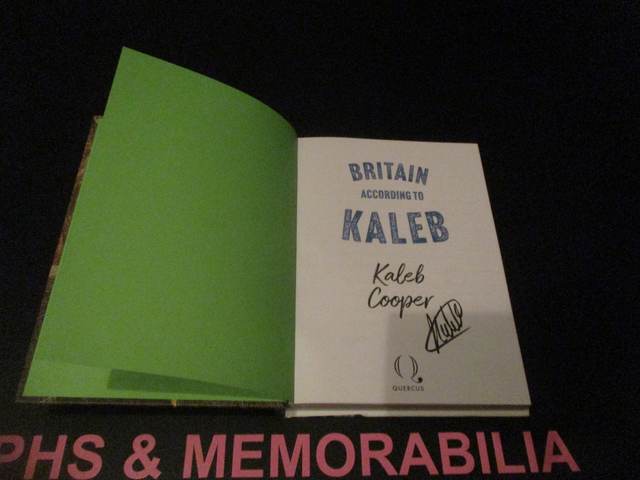 BRITAIN
ACCORDING TO
KALEB
Kaleb
Cooper
QUERCUS
PHS & MEMORABILIA